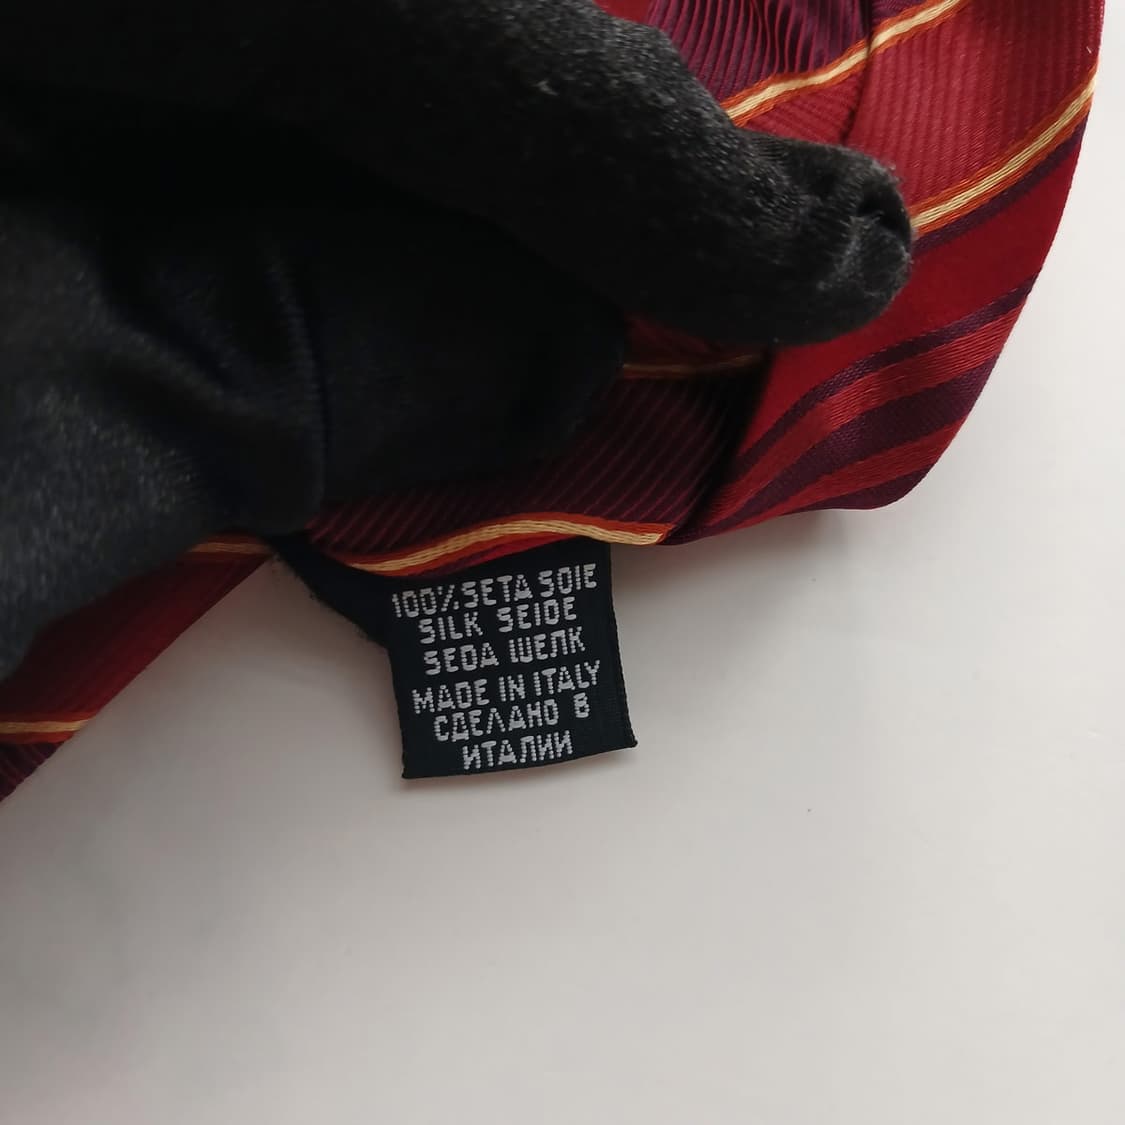 100% SETA SOIE
SILK SEIDE
SEDA ШЕЛК
MADE IN ITALY
СДЕЛАНО В
ИТАЛИИ